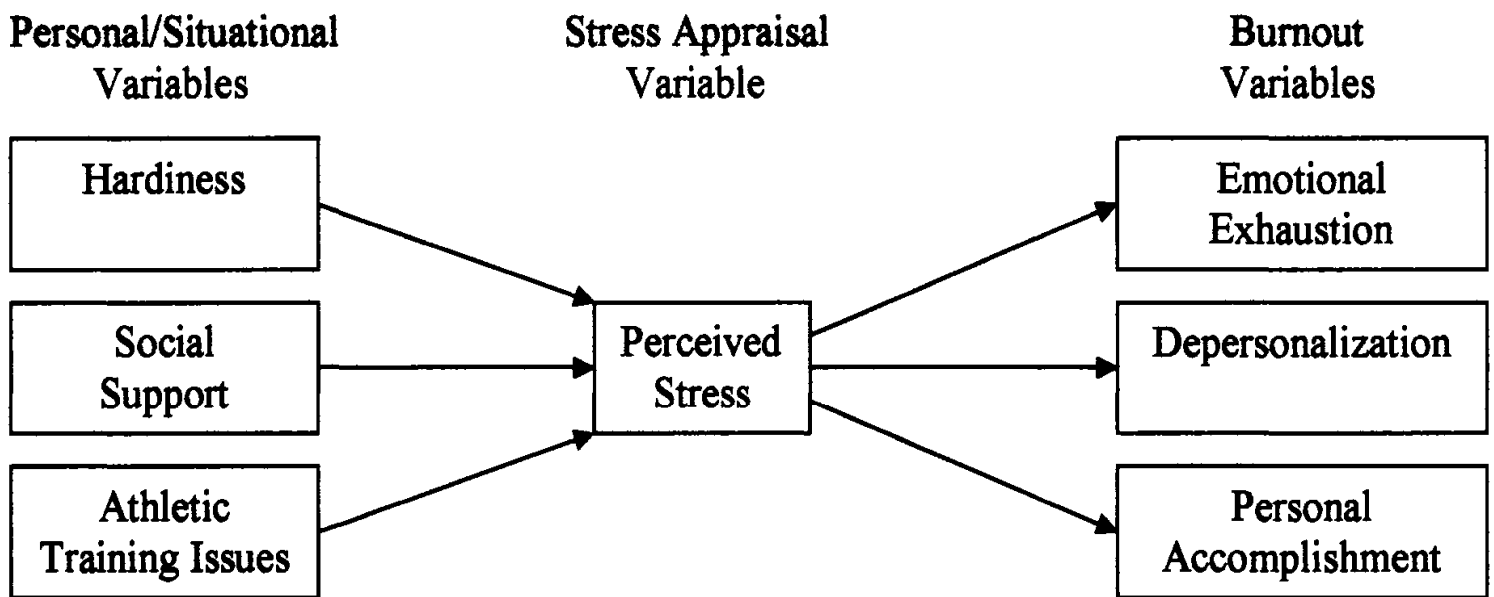 Personal/Situational
Variables
Stress Appraisal
Variable
Burnout
Variables
Hardiness
Social
Support
Athletic
Training Issues
Perceived
Stress
Emotional
Exhaustion
Depersonalization
Personal
Accomplishment